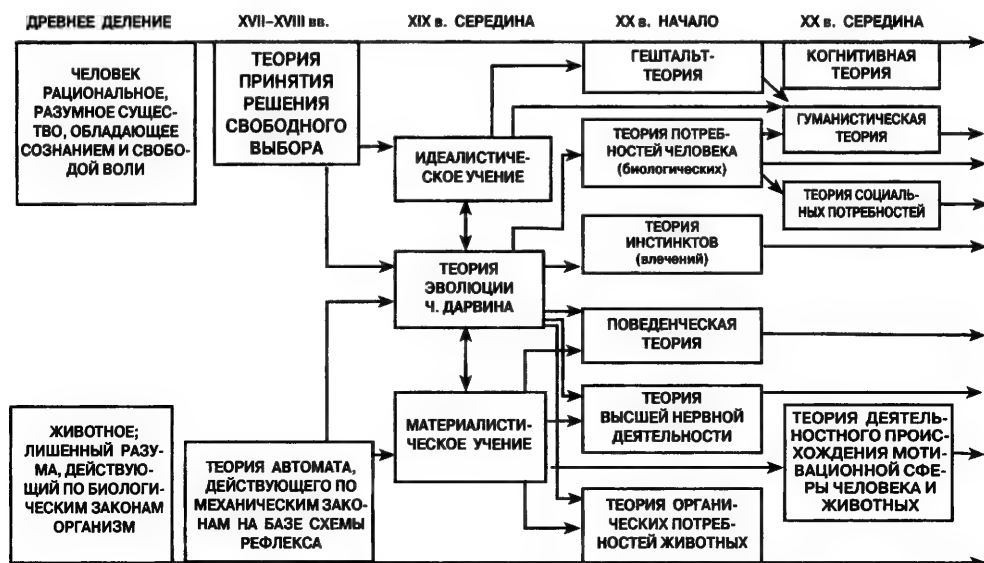 ДРЕВНЕЕ ДЕЛЕНИЕ
XVII–XVIII вв.
XIX в. СЕРЕДИНА
XX в. НАЧАЛО
XX в. СЕРЕДИНА
ЧЕЛОВЕК
РАЦИОНАЛЬНОЕ,
РАЗУМНОЕ СУЩЕС-
ТВО, ОБЛАДАЮЩЕЕ
СОЗНАНИЕМ И СВОБО-
ДОЙ ВОЛИ
ЖИВОТНОЕ;
ЛИШЕННЫЙ РАЗУ-
МА, ДЕЙСТВУЮ-
ЩИЙ ПО БИОЛОГИ-
ЧЕСКИМ ЗАКОНАМ
ОРГАНИЗМ
ТЕОРИЯ
ПРИНЯТИЯ
РЕШЕНИЯ
СВОБОДНОГО
ВЫБОРА
ТЕОРИЯ АВТОМАТА,
ДЕЙСТВУЮЩЕГО ПО
МЕХАНИЧЕСКИМ ЗАКО-
НАМ НА БАЗЕ СХЕМЫ
РЕФЛЕКСА
ИДЕАЛИСТИЧЕ-
СКОЕ УЧЕНИЕ
ТЕОРИЯ
ЭВОЛЮЦИИ
Ч. ДАРВИНА
МАТЕРИАЛИСТИ-
ЧЕСКОЕ УЧЕНИЕ
ГЕШТАЛЬТ-
ТЕОРИЯ
ТЕОРИЯ ПОТРЕБ-
НОСТЕЙ ЧЕЛОВЕКА
(биологических)
ТЕОРИЯ
ИНСТИНКТОВ
(влечений)
ПОВЕДЕНЧЕСКАЯ
ТЕОРИЯ
ТЕОРИЯ
ВЫСШЕЙ НЕРВНОЙ
ДЕЯТЕЛЬНОСТИ
ТЕОРИЯ ОРГАНИ-
ЧЕСКИХ ПОТРЕБ-
НОСТЕЙ ЖИВОТНЫХ
КОГНИТИВНАЯ
ТЕОРИЯ
ГУМАНИСТИЧЕСКАЯ
ТЕОРИЯ
ТЕОРИЯ СОЦИАЛЬ-
НЫХ ПОТРЕБНОСТЕЙ
ТЕОРИЯ ДЕЯТЕЛЬ-
НОСТНОГО ПРОИС-
ХОЖДЕНИЯ МОТИ-
ВАЦИОННОЙ СФЕ-
РЫ ЧЕЛОВЕКА И
ЖИВОТНЫХ